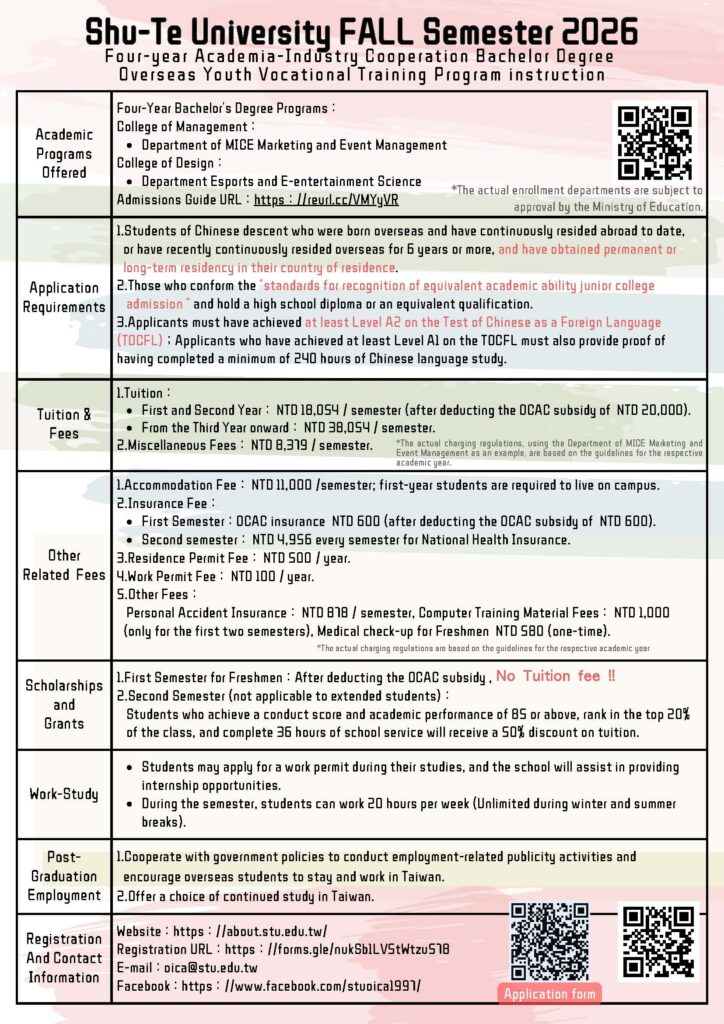 Shu-Te University FALL Semester 2026
Four-year Academia-Industry Cooperation Bachelor Degree
Overseas Youth Vocational Training Program instruction
Academic
Programs
Offered
Four-Year Bachelor's Degree Programs：
College of Management：
• Department of MICE Marketing and Event Management
College of Design：
• Department Esports and E-entertainment Science
Admissions Guide URL：https：//reurl.cc/VMYyVR
*The actual enrollment departments are subject to
approval by the Ministry of Education.
Application
Requirements
1.Students of Chinese descent who were born overseas and have continuously resided abroad to date,
or have recently continuously resided overseas for 6 years or more, and have obtained permanent or
long-term residency in their country of residence.
2.Those who conform the "standards for recognition of equivalent academic ability junior college
admission " and hold a high school diploma or an equivalent qualification.
3.Applicants must have achieved at least Level A2 on the Test of Chinese as a Foreign Language
(TOCFL)；Applicants who have achieved at least Level A1 on the TOCFL must also provide proof of
having completed a minimum of 240 hours of Chinese language study.
Tuition &
Fees
1.Tuition：
• First and Second Year： NTD 18,054 / semester (after deducting the OCAC subsidy of NTD 20,000).
• From the Third Year onward： NTD 38,054 / semester.
2.Miscellaneous Fees： NTD 8,379 / semester.
*The actual charging regulations, using the Department of MICE Marketing and
Event Management as an example, are based on the guidelines for the respective
academic year.
Other
Related Fees
1.Accommodation Fee： NTD 11,000 /semester; first-year students are required to live on campus.
2.Insurance Fee：
• First Semester：OCAC insurance NTD 600 (after deducting the OCAC subsidy of NTD 600).
• Second semester： NTD 4,956 every semester for National Health Insurance.
3.Residence Permit Fee： NTD 500 / year.
4.Work Permit Fee： NTD 100 / year.
5.Other Fees：
Personal Accident Insurance： NTD 878 / semester, Computer Training Material Fees： NTD 1,000
(only for the first two semesters), Medical check-up for Freshmen NTD 580 (one-time).
*The actual charging regulations are based on the guidelines for the respective academic year
Scholarships
and
Grants
1.First Semester for Freshmen：After deducting the OCAC subsidy , No Tuition fee !!
2.Second Semester (not applicable to extended students)：
Students who achieve a conduct score and academic performance of 85 or above, rank in the top 20%
of the class, and complete 36 hours of school service will receive a 50% discount on tuition.
Work-Study
• Students may apply for a work permit during their studies, and the school will assist in providing
internship opportunities.
• During the semester, students can work 20 hours per week (Unlimited during winter and summer
breaks).
Post-
Graduation
Employment
1.Cooperate with government policies to conduct employment-related publicity activities and
encourage overseas students to stay and work in Taiwan.
2.Offer a choice of continued study in Taiwan.
Registration
And Contact
Information
Website：https：//about.stu.edu.tw/
Registration URL：https：//forms.gle/nukSb1LVStWtzuS78
E-mail：oica@stu.edu.tw
Facebook：https：//www.facebook.com/stuoica1997/
Application form